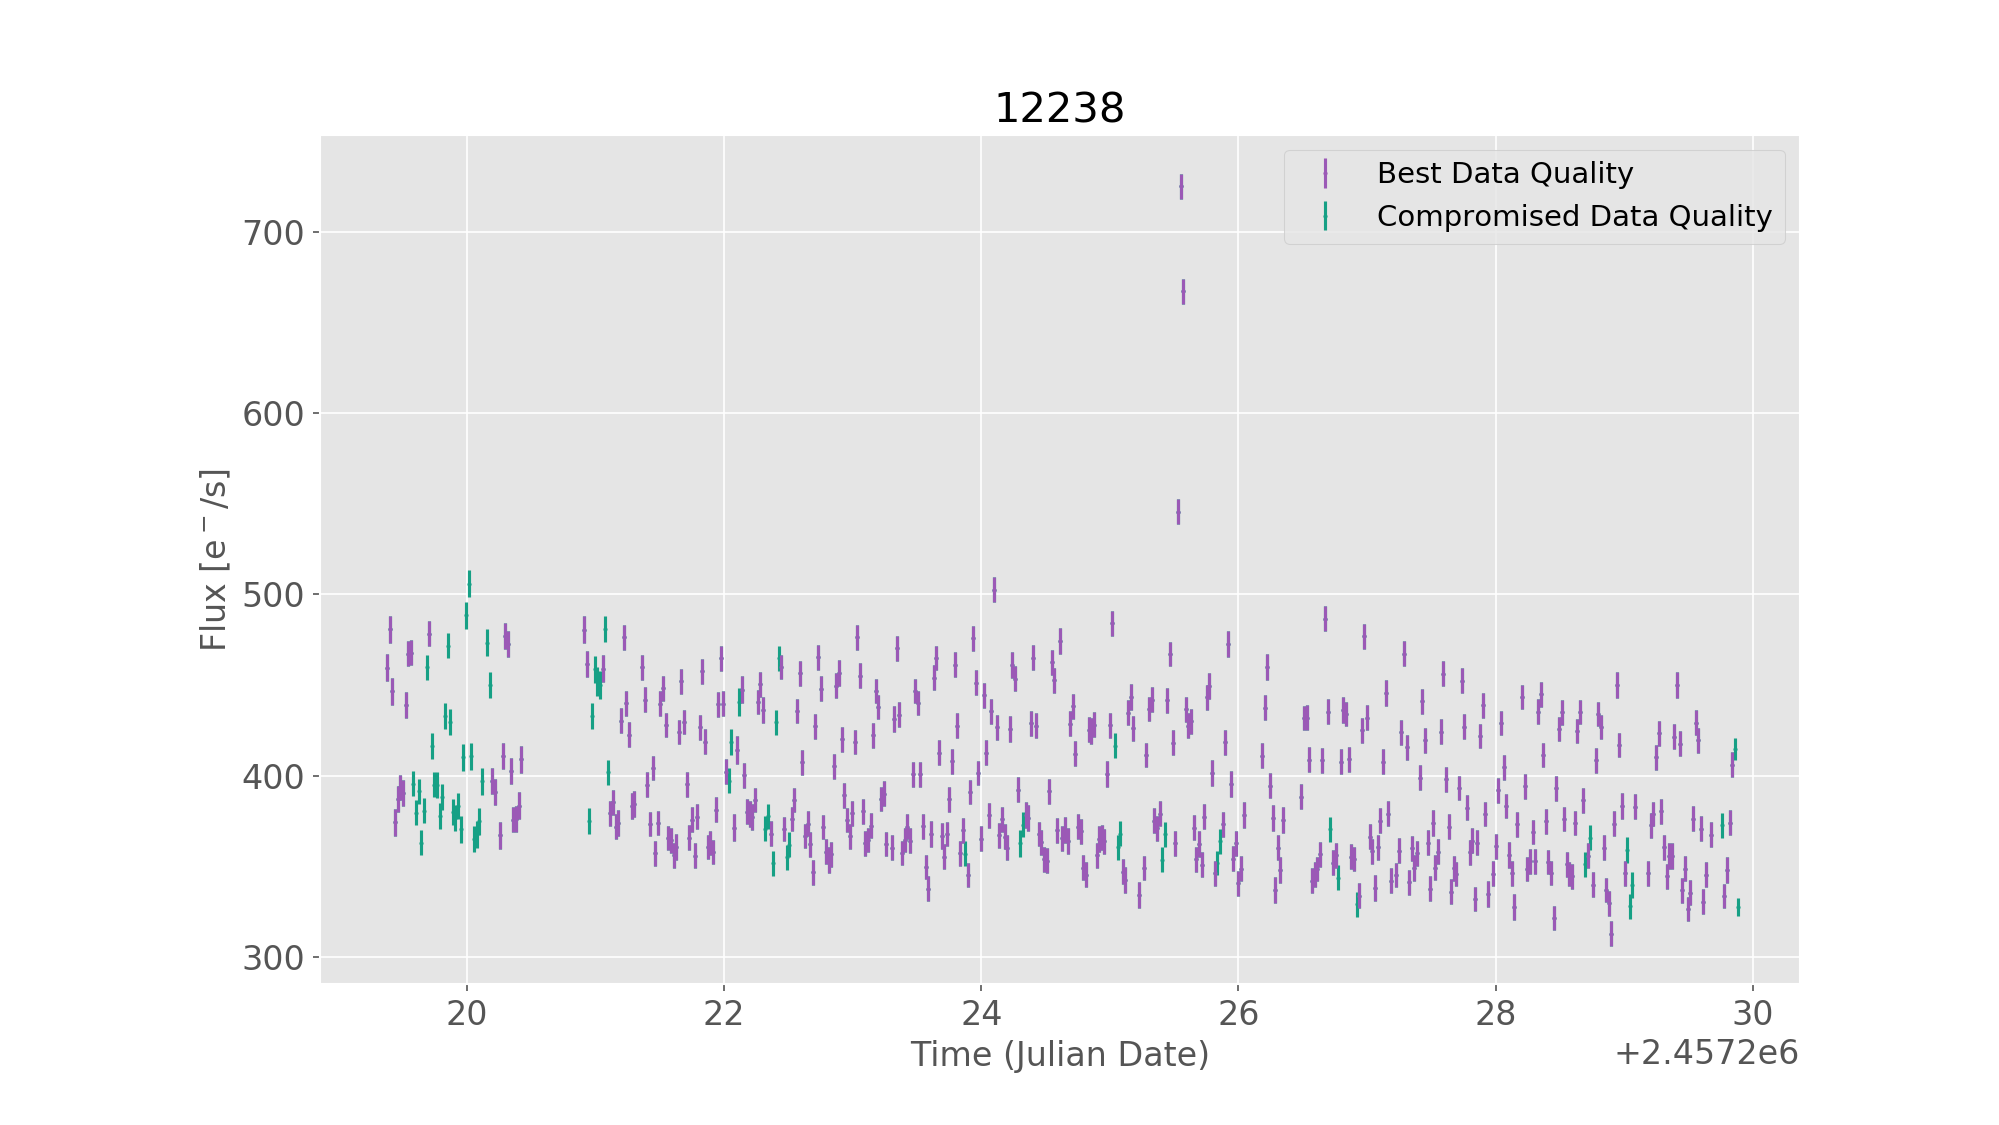 12238
Best Data Quality
Compromised Data Quality
Flux [e⁻/s]
700
600
500
400
300
20 22 24 26 28 30
Time (Julian Date)
+2.4572e6